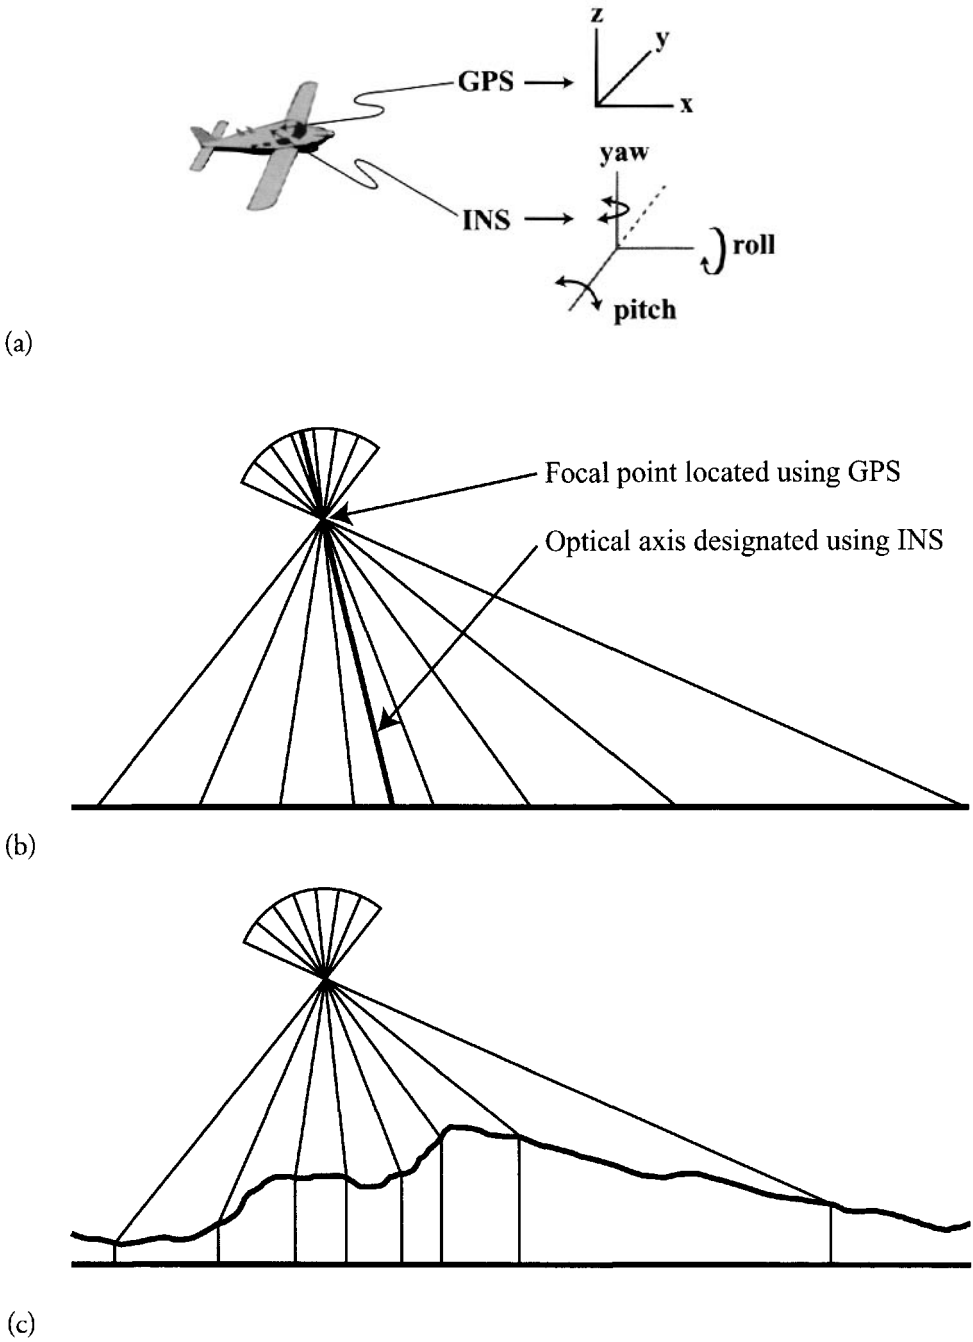 z
y
GPS
x
yaw
INS
roll
pitch
(a)
Focal point located using GPS
Optical axis designated using INS
(b)
(c)